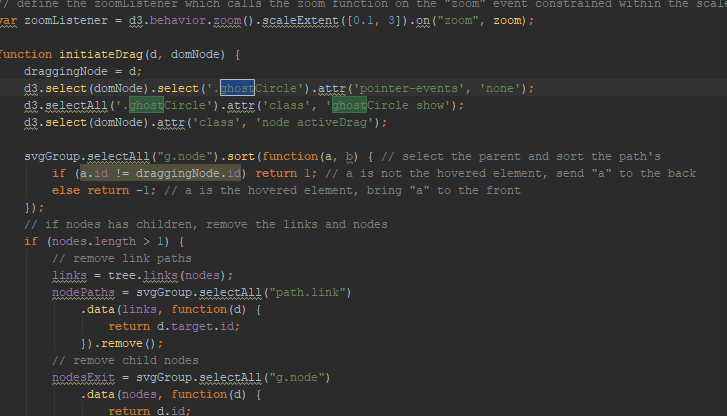 // define the zoomListener which calls the zoom function on the "zoom" event constrained within the scale
var zoomListener = d3.behavior.zoom().scaleExtent([0.1, 3]).on("zoom", zoom);
function initiateDrag(d, domNode) {
draggingNode = d;
d3.select(domNode).select('.ghostCircle').attr('pointer-events', 'none');
d3.selectAll('.ghostCircle').attr('class', 'ghostCircle show');
d3.select(domNode).attr('class', 'node activeDrag');
svgGroup.selectAll("g.node").sort(function(a, b) { // select the parent and sort the path's
if (a.id != draggingNode.id) return 1; // a is not the hovered element, send "a" to the back
else return -1; // a is the hovered element, bring "a" to the front
});
// if nodes has children, remove the links and nodes
if (nodes.length > 1) {
// remove link paths
links = tree.links(nodes);
nodePaths = svgGroup.selectAll("path.link")
.data(links, function(d) {
return d.target.id;
}).remove();
// remove child nodes
nodesExit = svgGroup.selectAll("g.node")
.data(nodes, function(d) {
return d.id;